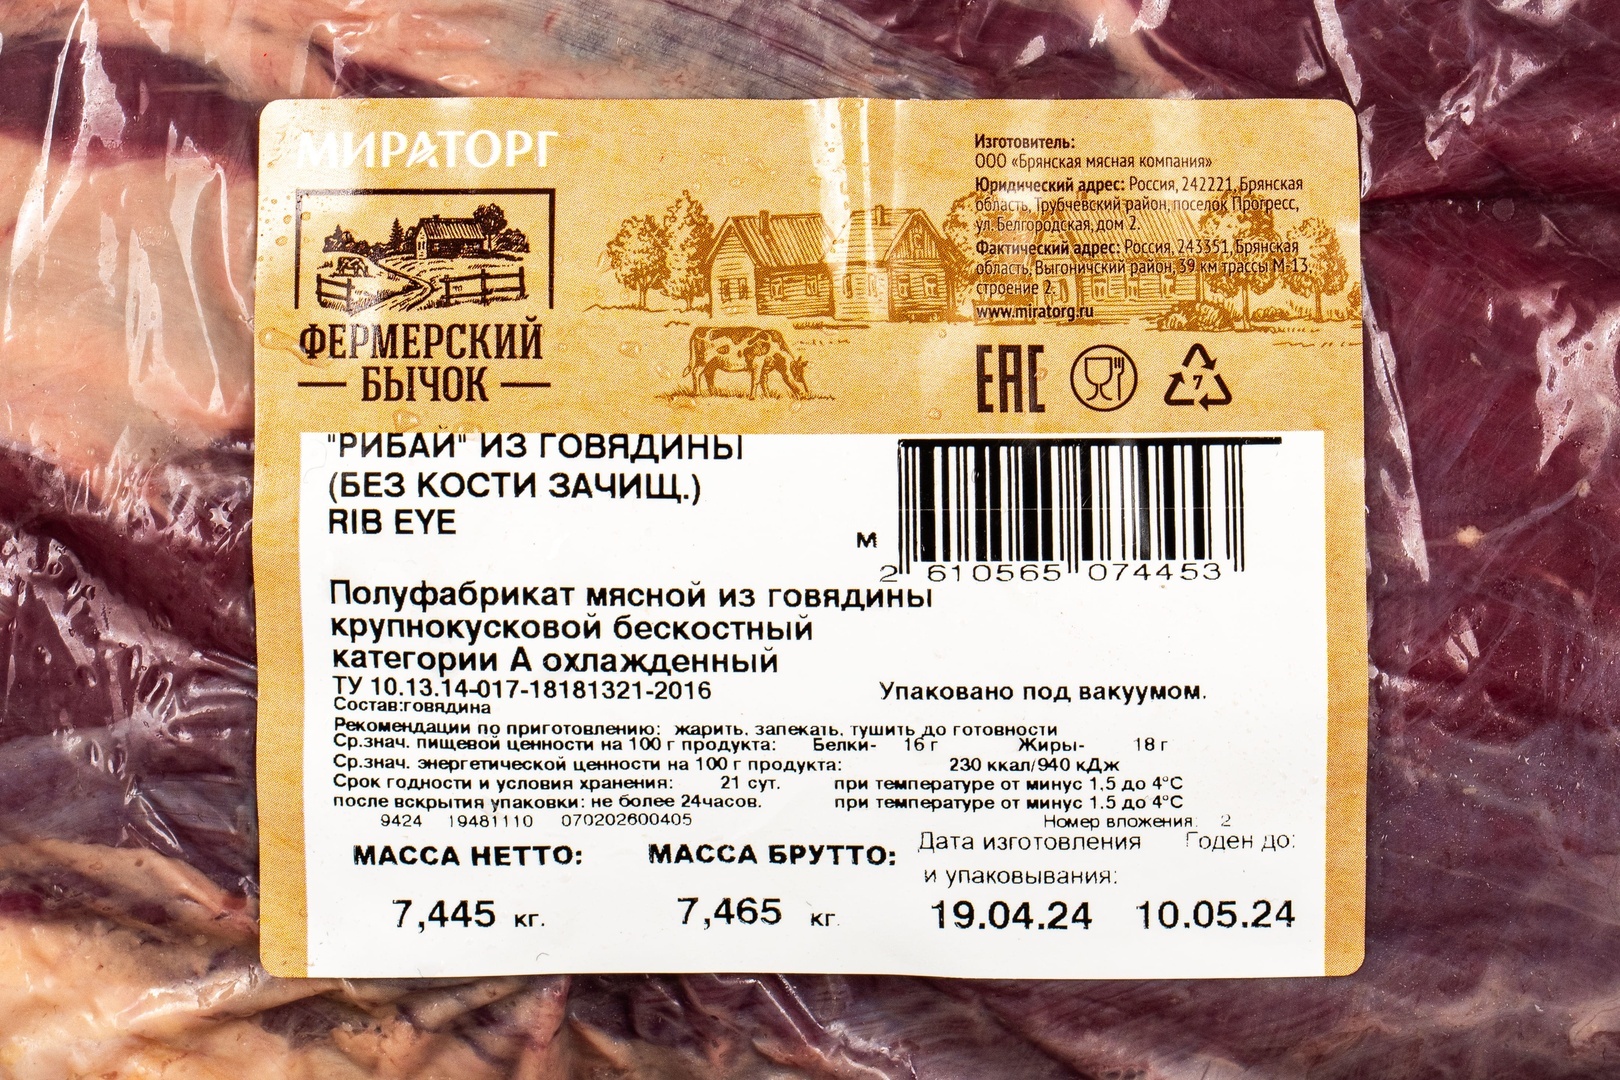 МИРАТОРГ
ФЕРМЕРСКИЙ
БЫЧОК
Изготовитель:
ООО «Брянская мясная компания»
Юридический адрес: Россия, 242221, Брянская
область, Трубчевский район, поселок Прогресс,
ул. Белгородская, дом 2.
Фактический адрес: Россия, 243351, Брянская
область, Выгоничский район, 39 км трассы М-13,
строение 2.
www.miratorg.ru
ЕАС
7
"РИБАЙ" ИЗ ГОВЯДИНЫ
(БЕЗ КОСТИ ЗАЧИЩ.)
RIB EYE
М
2 610565 074453
Полуфабрикат мясной из говядины
крупнокусковой бескостный
категории А охлажденный
ТУ 10.13.14-017-18181321-2016
Упаковано под вакуумом.
Состав:говядина
Рекомендации по приготовлению: жарить, запекать, тушить до готовности
Ср.знач. пищевой ценности на 100 г продукта: Белки- 16 г Жиры- 18 г
Ср.знач. энергетической ценности на 100 г продукта: 230 ккал/940 кДж
Срок годности и условия хранения: 21 сут. при температуре от минус 1,5 до 4°С
после вскрытия упаковки: не более 24часов. при температуре от минус 1.5 до 4°С
9424 19481110 070202600405 Номер вложения: 2
МАССА НЕТТО: МАССА БРУТТО: Дата изготовления Годен до:
и упаковывания:
7,445 кг. 7,465 кг. 19.04.24 10.05.24